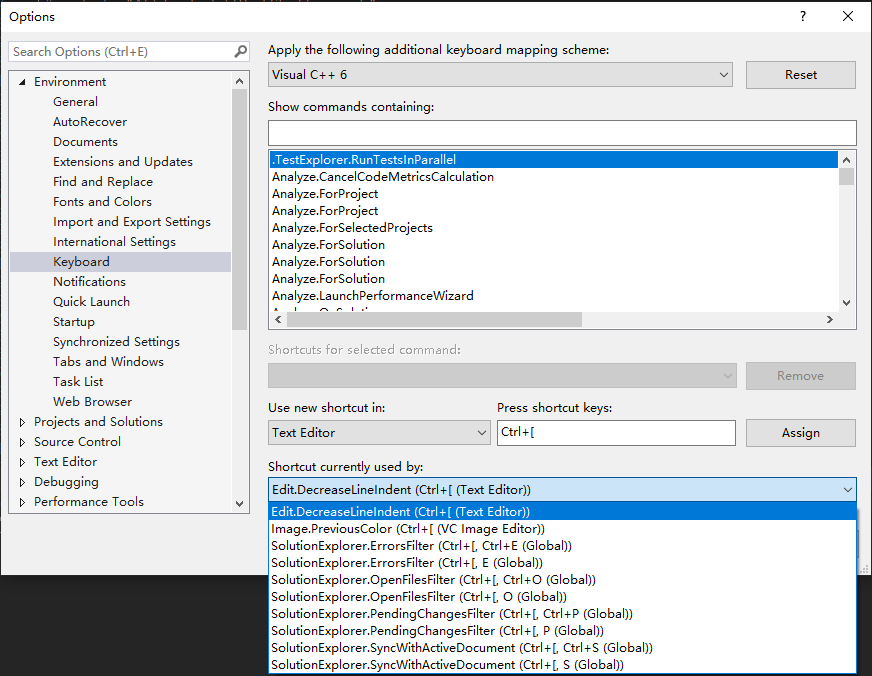 Options
?
Search Options (Ctrl+E)
Environment
General
AutoRecover
Documents
Extensions and Updates
Find and Replace
Fonts and Colors
Import and Export Settings
International Settings
Keyboard
Notifications
Quick Launch
Startup
Synchronized Settings
Tabs and Windows
Task List
Web Browser
Projects and Solutions
Source Control
Text Editor
Debugging
Performance Tools
Apply the following additional keyboard mapping scheme:
Visual C++ 6
Reset
Show commands containing:
.TestExplorer.RunTestsInParallel
Analyze.CancelCodeMetricsCalculation
Analyze.ForProject
Analyze.ForProject
Analyze.ForSelectedProjects
Analyze.ForSolution
Analyze.ForSolution
Analyze.ForSolution
Analyze.LaunchPerformanceWizard
Shortcuts for selected command:
Remove
Use new shortcut in:
Press shortcut keys:
Text Editor
Ctrl+[
Assign
Shortcut currently used by:
Edit.DecreaseLineIndent (Ctrl+[ (Text Editor))
Edit.DecreaseLineIndent (Ctrl+[ (Text Editor))
Image.PreviousColor (Ctrl+[ (VC Image Editor))
SolutionExplorer.ErrorsFilter (Ctrl+[, Ctrl+E (Global))
SolutionExplorer.ErrorsFilter (Ctrl+[, E (Global))
SolutionExplorer.OpenFilesFilter (Ctrl+[, Ctrl+O (Global))
SolutionExplorer.OpenFilesFilter (Ctrl+[, O (Global))
SolutionExplorer.PendingChangesFilter (Ctrl+[, Ctrl+P (Global))
SolutionExplorer.PendingChangesFilter (Ctrl+[, P (Global))
SolutionExplorer.SyncWithActiveDocument (Ctrl+[, Ctrl+S (Global))
SolutionExplorer.SyncWithActiveDocument (Ctrl+[, S (Global))